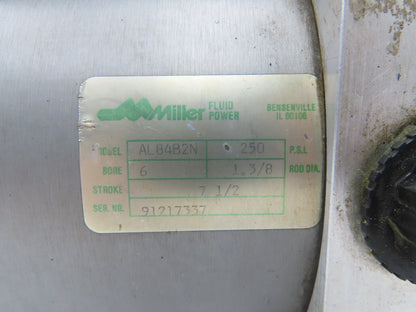 Miller FLUID POWER BENSENVILLE IL 60106
MODEL AL84B2N 250 P.S.I.
BORE 6 1.3/8 ROD DIA.
STROKE 7 1/2
SER. NO. 91217337